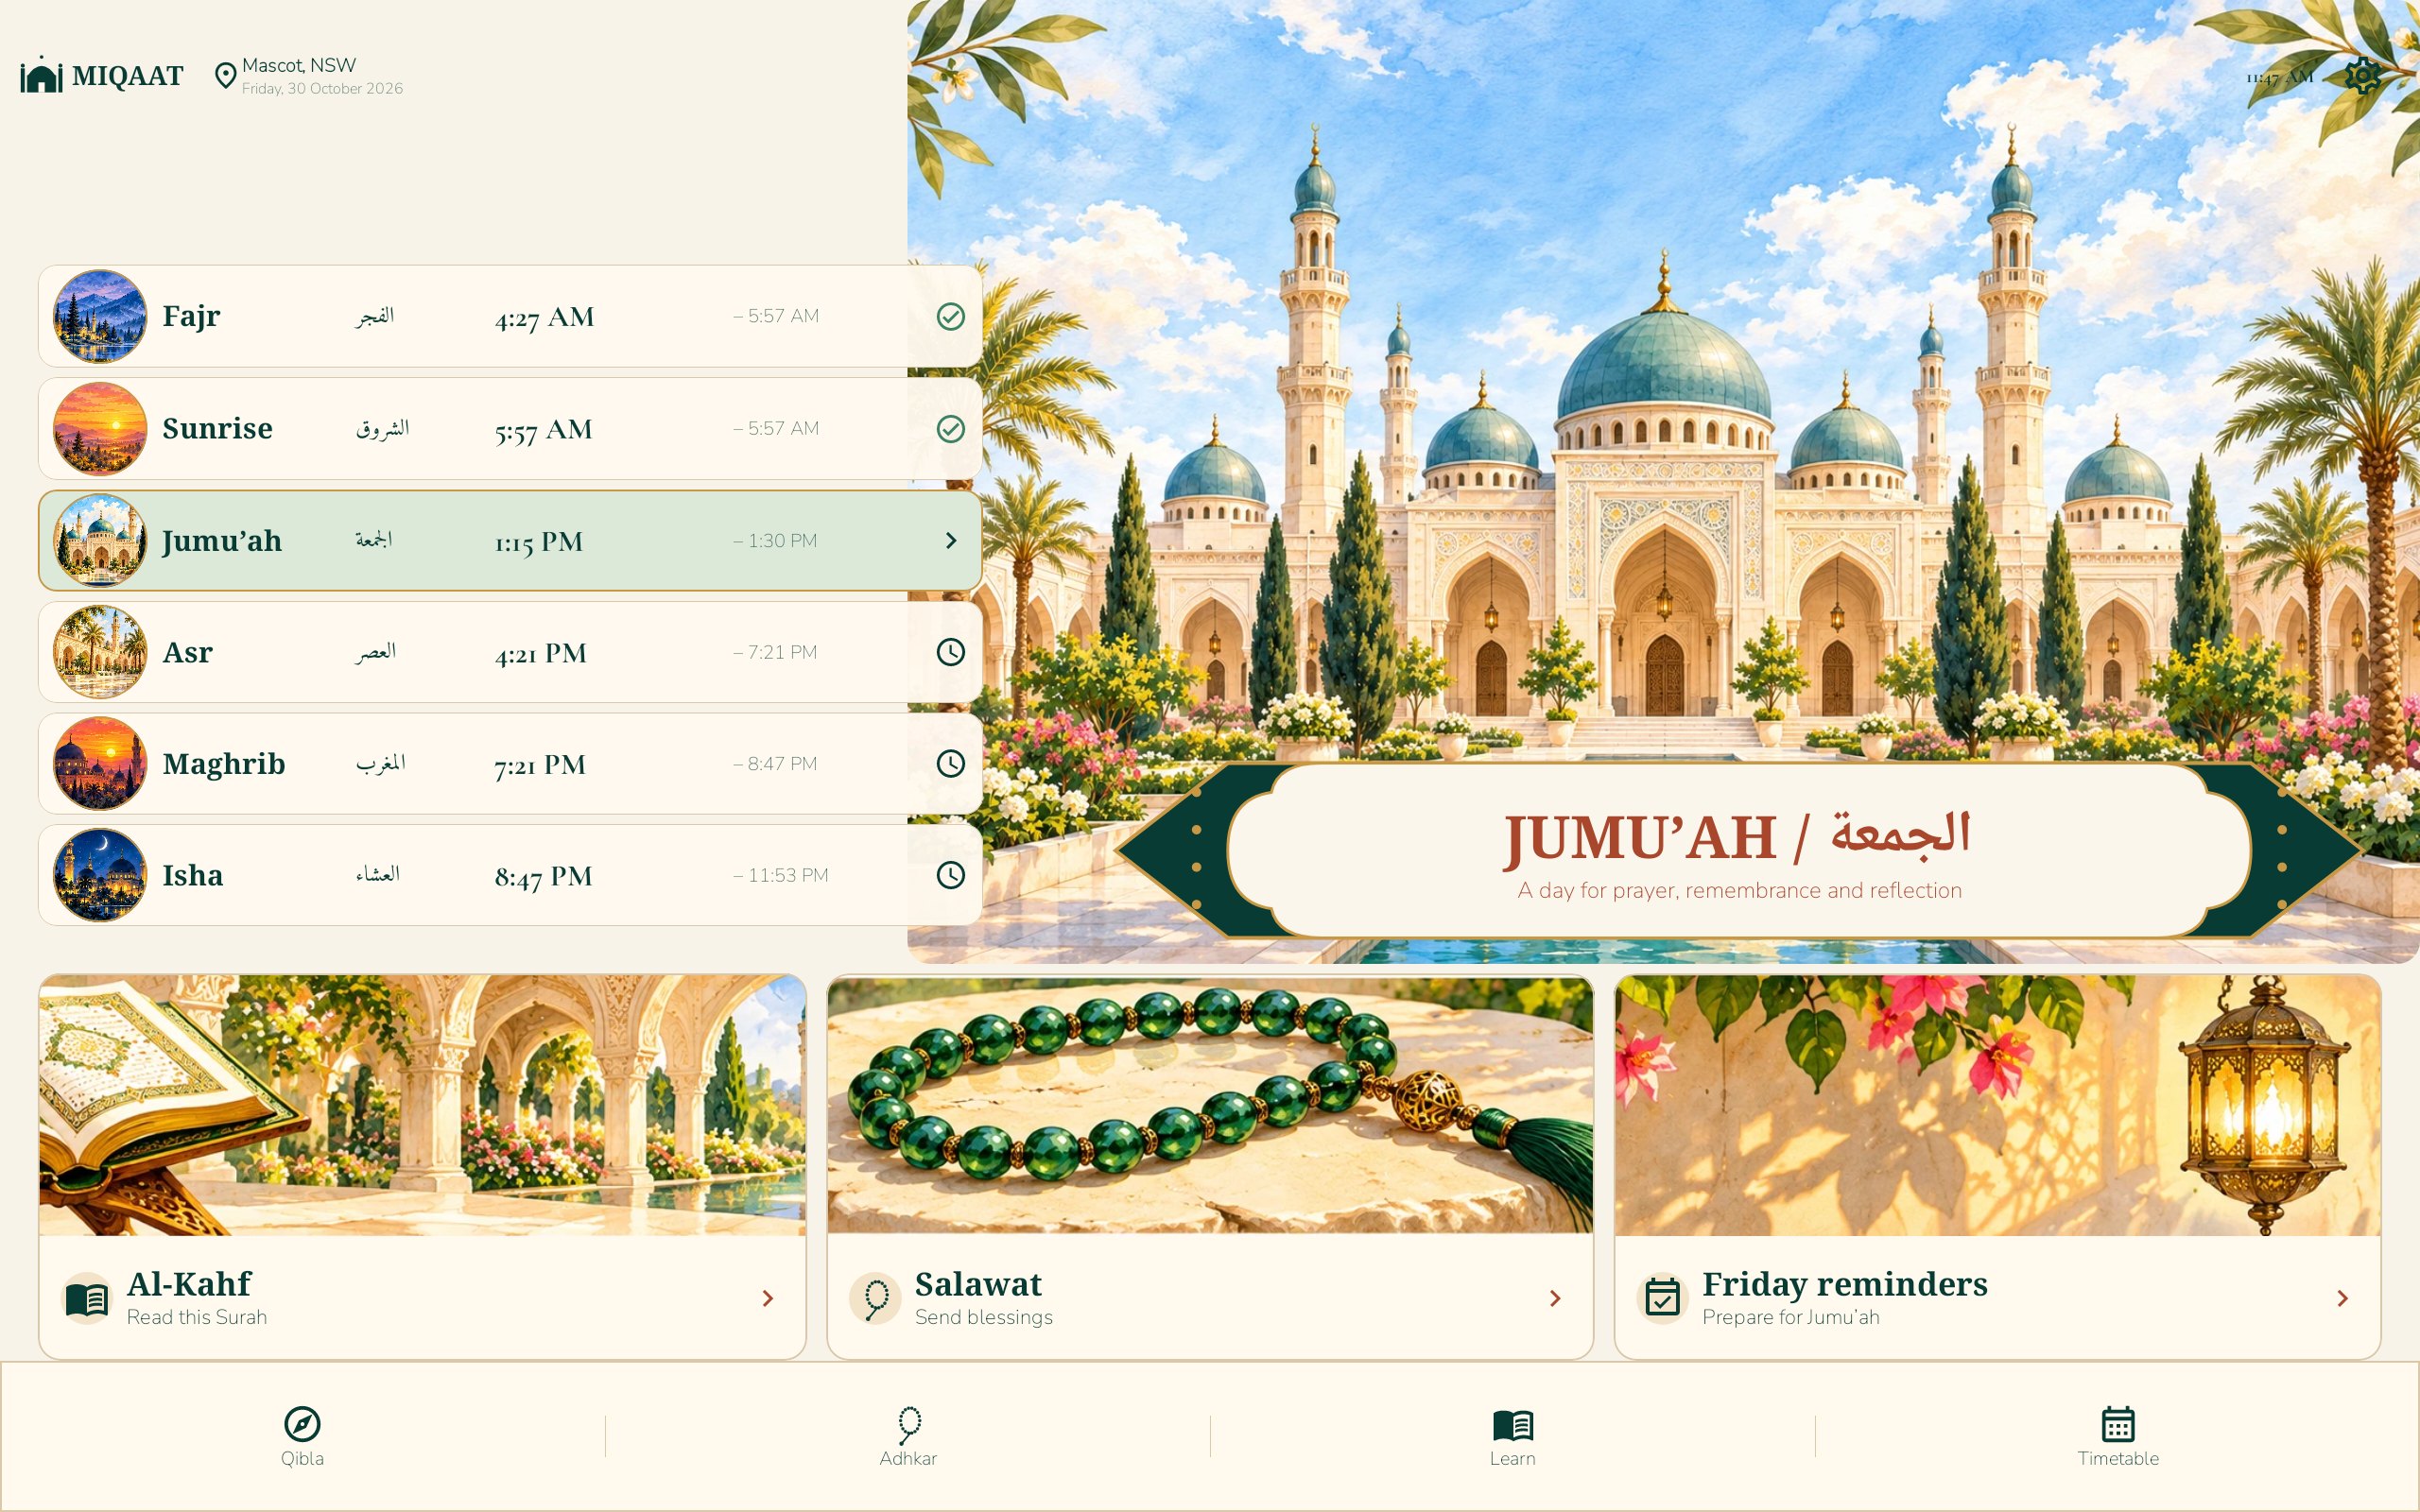 MIQAAT
Mascot, NSW
Friday, 30 October 2026
11:47 AM
Fajr الفجر 4:27 AM – 5:57 AM
Sunrise الشروق 5:57 AM – 5:57 AM
Jumu’ah الجمعة 1:15 PM – 1:30 PM
Asr العصر 4:21 PM – 7:21 PM
Maghrib المغرب 7:21 PM – 8:47 PM
Isha العشاء 8:47 PM – 11:53 PM
JUMU’AH / الجمعة
A day for prayer, remembrance and reflection
Al-Kahf
Read this Surah
Salawat
Send blessings
Friday reminders
Prepare for Jumu’ah
Qibla
Adhkar
Learn
Timetable